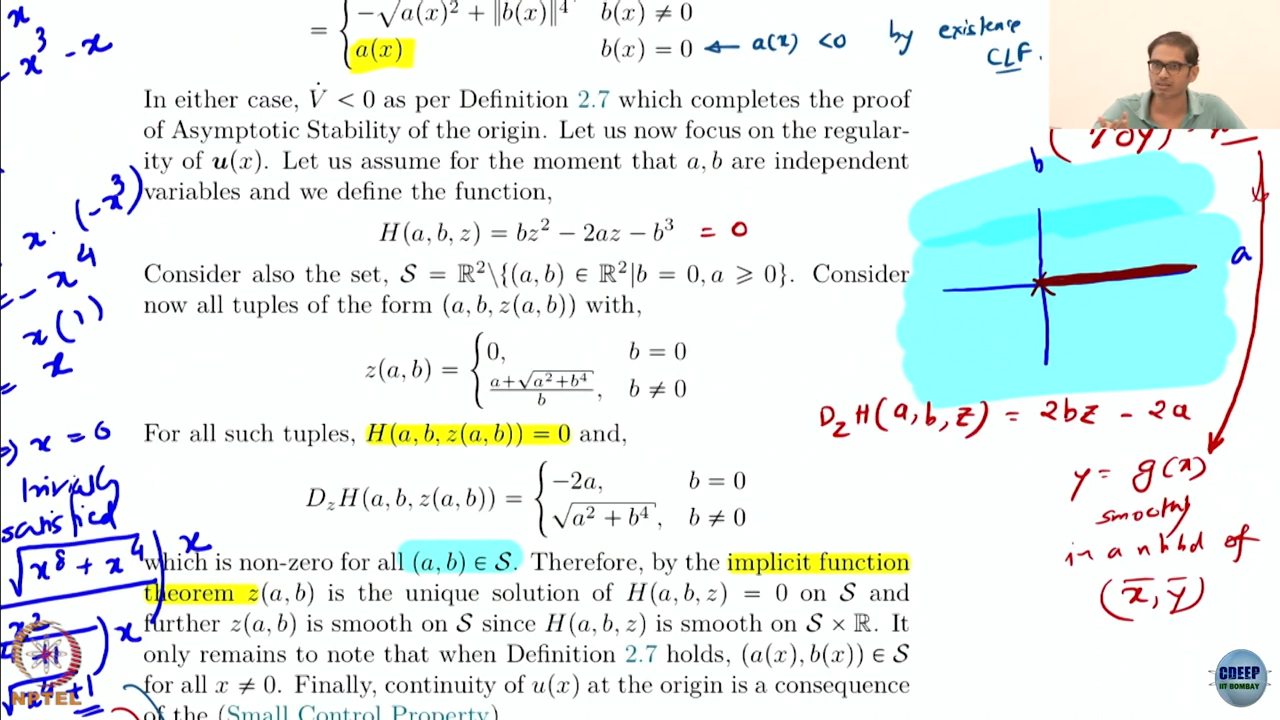 x
- x³ - x
x · (-x³)
= - x⁴
x(1)
= x
=) x = 0
trivially
satisfied
√(x⁸ + x⁴) x
x
= { -√(a(x)² + ‖b(x)‖⁴ b(x) ≠ 0
a(x) b(x) = 0 ← a(x) < 0 by existence
CLF.
In either case, V̇ < 0 as per Definition 2.7 which completes the proof
of Asymptotic Stability of the origin. Let us now focus on the regular-
ity of u(x). Let us assume for the moment that a, b are independent
variables and we define the function,
H(a, b, z) = bz² − 2az − b³ = 0
Consider also the set, S = ℝ²\{(a, b) ∈ ℝ²|b = 0, a ⩾ 0}. Consider
now all tuples of the form (a, b, z(a, b)) with,
z(a, b) = { 0, b = 0
(a+√(a²+b⁴))/b, b ≠ 0
For all such tuples, H(a, b, z(a, b)) = 0 and,
D_zH(a, b, z(a, b)) = { −2a, b = 0
√(a² + b⁴), b ≠ 0
which is non-zero for all (a, b) ∈ S. Therefore, by the implicit function
theorem z(a, b) is the unique solution of H(a, b, z) = 0 on S and
further z(a, b) is smooth on S since H(a, b, z) is smooth on S × ℝ. It
only remains to note that when Definition 2.7 holds, (a(x), b(x)) ∈ S
for all x ≠ 0. Finally, continuity of u(x) at the origin is a consequence
of the (Small Control Property)
b
a
D_z H(a, b, z) = 2bz - 2a
y = g(x)
smooth
in a nbhd of
(x̄, ȳ)
NPTEL
CDEEP
IIT BOMBAY